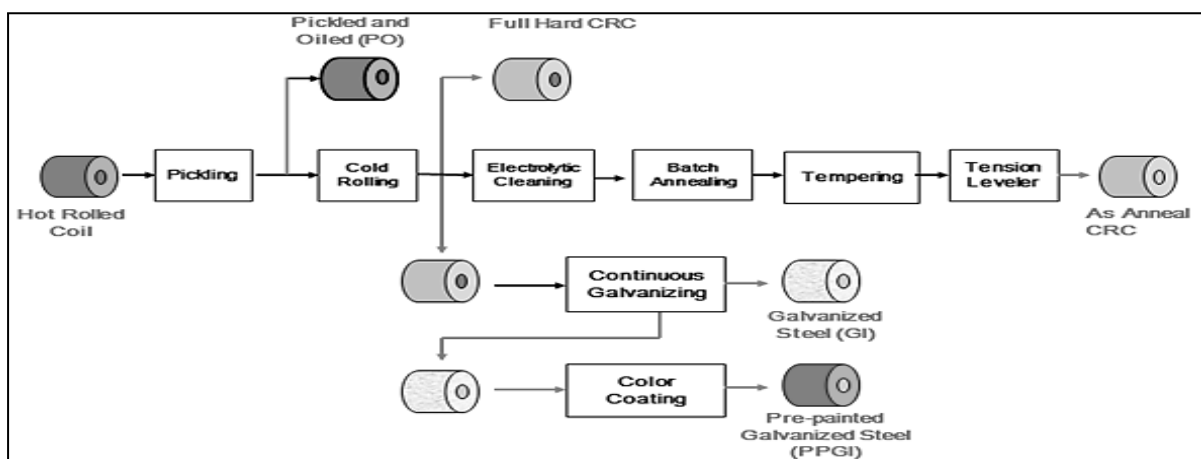 Pickled and
Oiled (PO)
Full Hard CRC
Hot Rolled
Coil
Pickling
Cold
Rolling
Electrolytic
Cleaning
Batch
Annealing
Tempering
Tension
Leveler
As Anneal
CRC
Continuous
Galvanizing
Galvanized
Steel (GI)
Color
Coating
Pre-painted
Galvanized Steel
(PPGI)